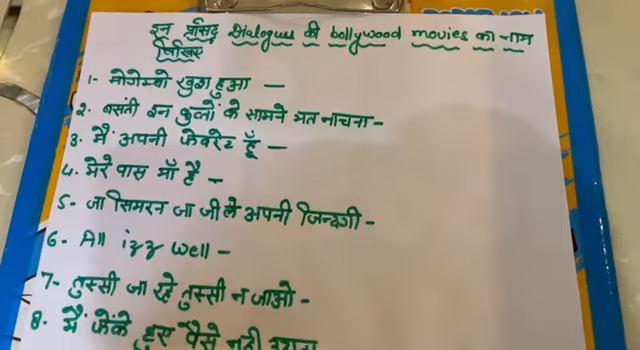 इन प्रसिद्ध Dialogues की bollywood movies का नाम
लिखिए
1- मोगेम्बो खुश हुआ —
2. बसंती इन कुत्तों के सामने मत नाचना -
3. मैं अपनी फेवरेट हूँ —
4. मेरे पास माँ है -
5- जा सिमरन जा जी ले अपनी जिन्दगी -
6- All izz well -
7- तुस्सी जा रहे तुस्सी न जाओ -
8. मैं फेंके हुए पैसे नही उठाता